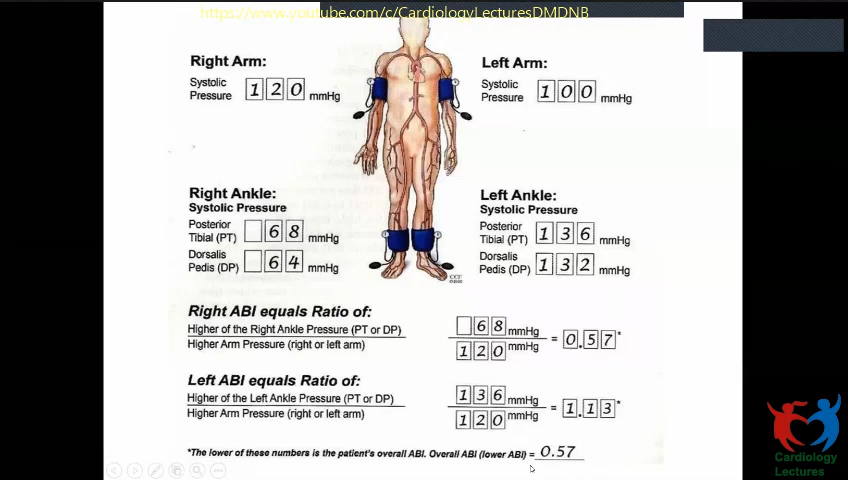 https://www.youtube.com/c/CardiologyLecturesDMDNB
Right Arm:
Systolic
Pressure 120 mmHg
Left Arm:
Systolic
Pressure 100 mmHg
Right Ankle:
Systolic Pressure
Posterior
Tibial (PT) 68 mmHg
Dorsalis
Pedis (DP) 64 mmHg
Left Ankle:
Systolic Pressure
Posterior
Tibial (PT) 136 mmHg
Dorsalis
Pedis (DP) 132 mmHg
Right ABI equals Ratio of:
Higher of the Right Ankle Pressure (PT or DP)
Higher Arm Pressure (right or left arm)
68 mmHg
120 mmHg
= 0.57*
Left ABI equals Ratio of:
Higher of the Left Ankle Pressure (PT or DP)
Higher Arm Pressure (right or left arm)
136 mmHg
120 mmHg
= 1.13*
*The lower of these numbers is the patient's overall ABI. Overall ABI (lower ABI) = 0.57
Cardiology
Lectures